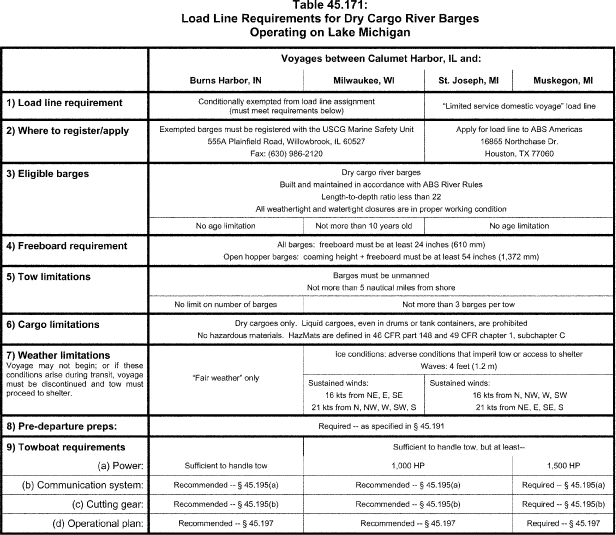 Table 45.171:
Load Line Requirements for Dry Cargo River Barges
Operating on Lake Michigan
Voyages between Calumet Harbor, IL and:
Burns Harbor, IN Milwaukee, WI St. Joseph, MI Muskegon, MI
1) Load line requirement
Conditionally exempted from load line assignment
(must meet requirements below)
"Limited service domestic voyage" load line
2) Where to register/apply
Exempted barges must be registered with the USCG Marine Safety Unit
555A Plainfield Road, Willowbrook, IL 60527
Fax: (630) 986-2120
Apply for load line to ABS Americas
16855 Northchase Dr.
Houston, TX 77060
3) Eligible barges
Dry cargo river barges
Built and maintained in accordance with ABS River Rules
Length-to-depth ratio less than 22
All weathertight and watertight closures are in proper working condition
No age limitation Not more than 10 years old No age limitation
4) Freeboard requirement
All barges: freeboard must be at least 24 inches (610 mm)
Open hopper barges: coaming height + freeboard must be at least 54 inches (1,372 mm)
5) Tow limitations
Barges must be unmanned
Not more than 5 nautical miles from shore
No limit on number of barges Not more than 3 barges per tow
6) Cargo limitations
Dry cargoes only. Liquid cargoes, even in drums or tank containers, are prohibited
No hazardous materials. HazMats are defined in 46 CFR part 148 and 49 CFR chapter 1, subchapter C
7) Weather limitations
Voyage may not begin; or if these
conditions arise during transit, voyage
must be discontinued and tow must
proceed to shelter.
"Fair weather" only
Ice conditions: adverse conditions that imperil tow or access to shelter
Waves: 4 feet (1.2 m)
Sustained winds:
16 kts from NE, E, SE
21 kts from N, NW, W, SW, S
Sustained winds:
16 kts from N, NW, W, SW
21 kts from NE, E, SE, S
8) Pre-departure preps: Required -- as specified in § 45.191
9) Towboat requirements Sufficient to handle tow, but at least--
(a) Power: Sufficient to handle tow 1,000 HP 1,500 HP
(b) Communication system: Recommended -- § 45.195(a) Recommended -- § 45.195(a) Required -- § 45.195(a)
(c) Cutting gear: Recommended -- § 45.195(b) Recommended -- § 45.195(b) Required -- § 45.195(b)
(d) Operational plan: Recommended -- § 45.197 Recommended -- § 45.197 Required -- § 45.197